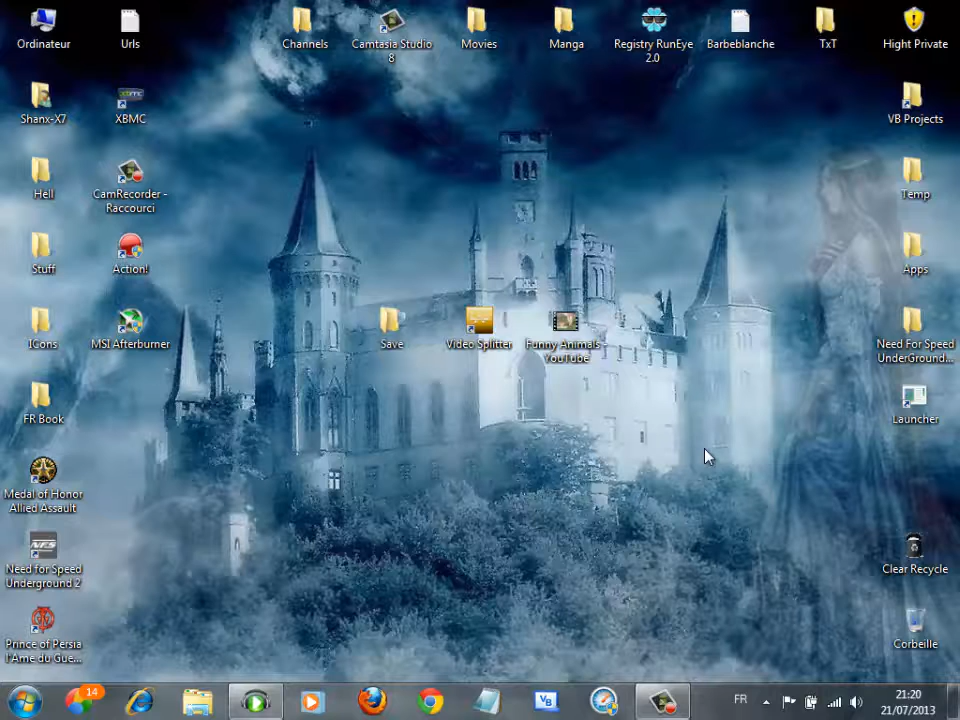 Ordinateur
Urls
Channels
Camtasia Studio
8
Movies
Manga
Registry RunEye
2.0
Barbeblanche
TxT
Hight Private
Shanx-X7
XBMC
VB Projects
Hell
CamRecorder -
Raccourci
Temp
Stuff
Action!
Apps
ICons
MSI Afterburner
Save
Video Splitter
Funny Animals -
YouTube
Need For Speed
UnderGround...
FR Book
Launcher
Medal of Honor
Allied Assault
Need for Speed
Underground 2
Clear Recycle
Prince of Persia
l'Ame du Gue...
Corbeille
14
VB
FR
21:20
21/07/2013